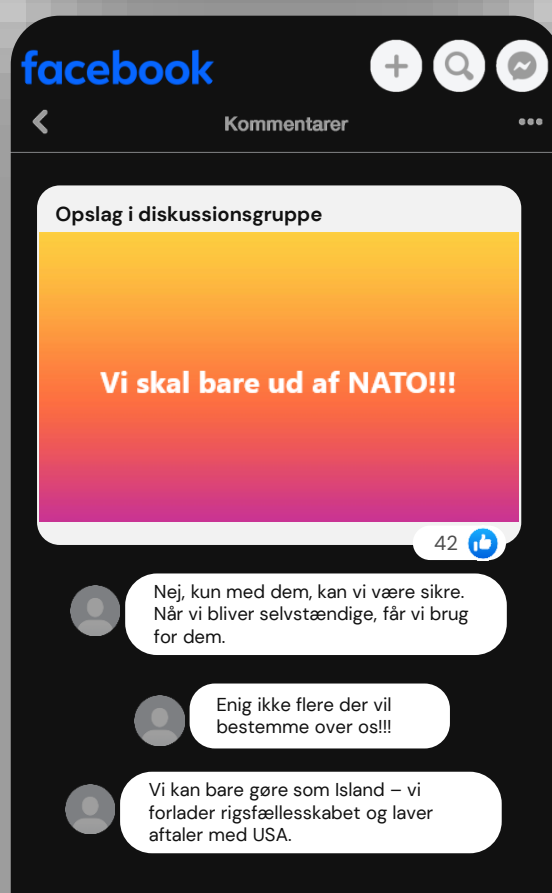 facebook
Kommentarer
Opslag i diskussionsgruppe
Vi skal bare ud af NATO!!!
42
Nej, kun med dem, kan vi være sikre.
Når vi bliver selvstændige, får vi brug
for dem.
Enig ikke flere der vil
bestemme over os!!!
Vi kan bare gøre som Island – vi
forlader rigsfællesskabet og laver
aftaler med USA.